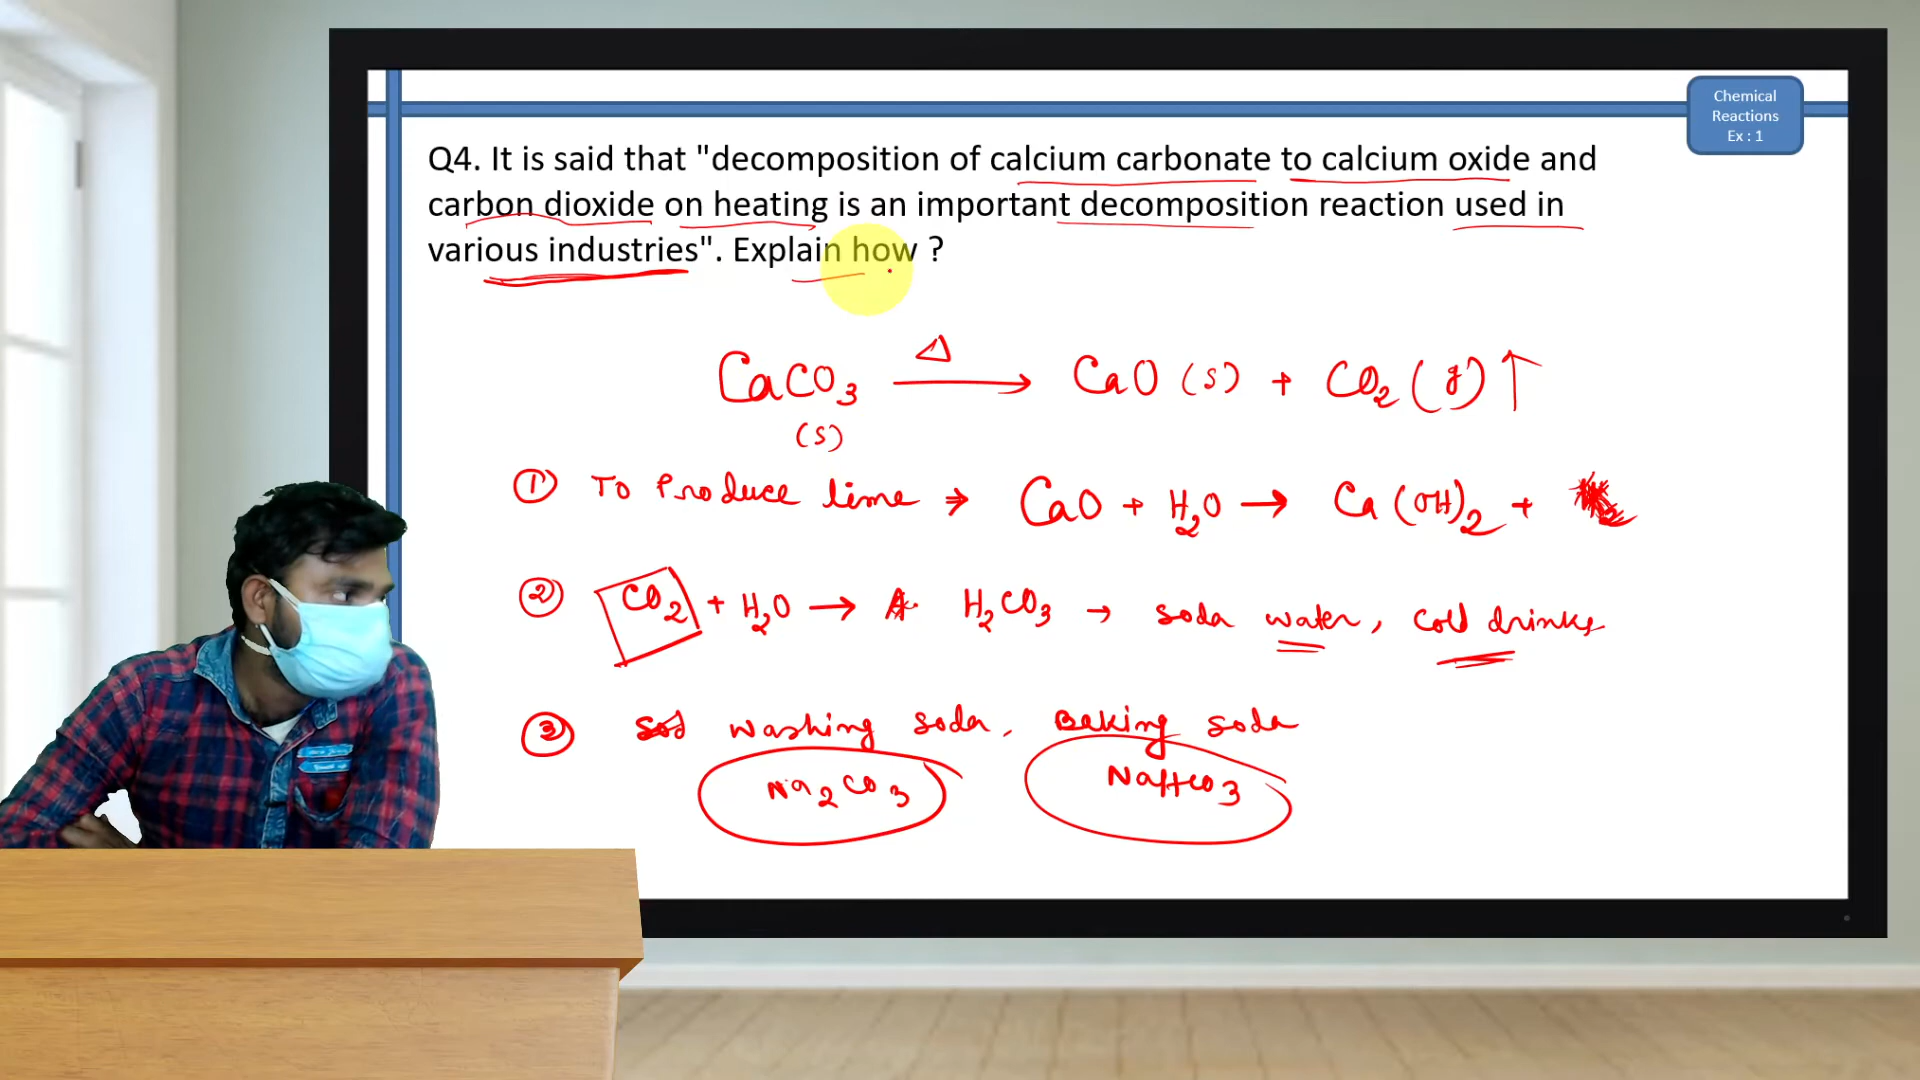 Chemical
Reactions
Ex : 1
Q4. It is said that "decomposition of calcium carbonate to calcium oxide and
carbon dioxide on heating is an important decomposition reaction used in
various industries". Explain how ?
CaCO₃ (s) —Δ→ CaO (s) + CO₂ (g) ↑
① To Produce lime → CaO + H₂O → Ca(OH)₂ +
② CO₂ + H₂O → H₂CO₃ → soda water, cold drinks
③ washing soda, Baking soda
Na₂CO₃ NaHCO₃